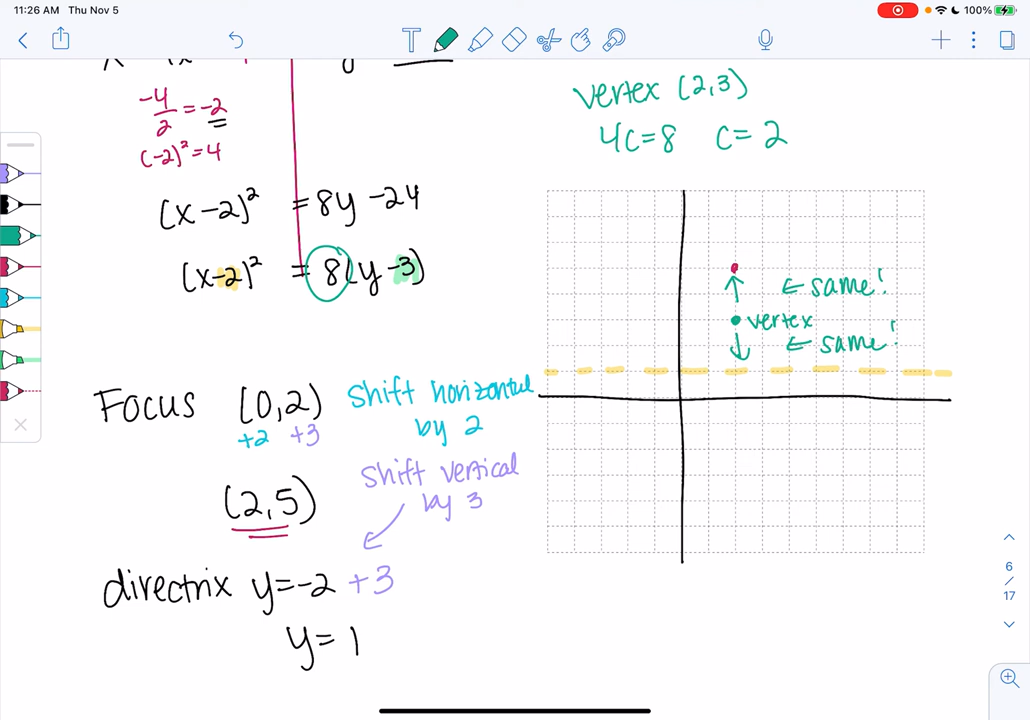 11:26 AM Thu Nov 5
100%
T
-4/2 = -2
(-2)² = 4
(x-2)² = 8y -24
(x-2)² = 8(y-3)
Focus (0,2)
+2 +3
shift horizontal
by 2
(2,5)
shift vertical
by 3
directrix y=-2 +3
y= 1
vertex (2,3)
4c=8 c= 2
← same!
vertex
← same!
6
/
17